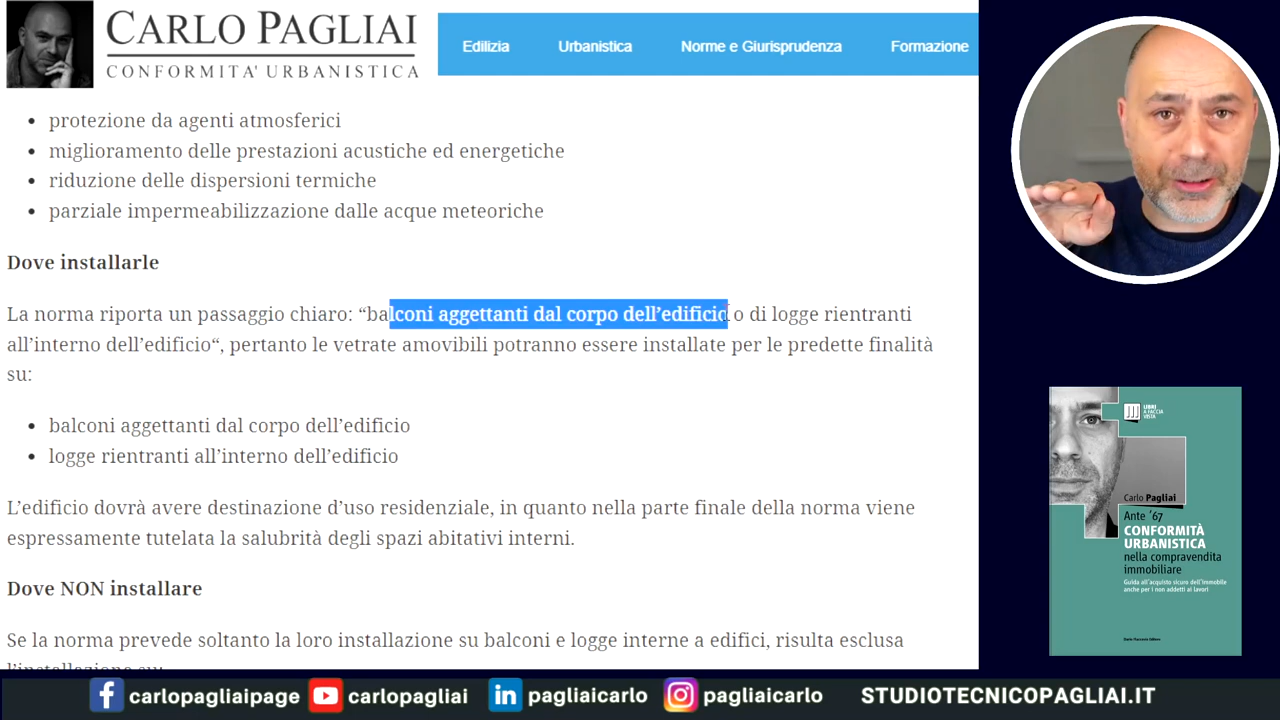 CARLO PAGLIAI
CONFORMITA' URBANISTICA
Edilizia
Urbanistica
Norme e Giurisprudenza
Formazione
• protezione da agenti atmosferici
• miglioramento delle prestazioni acustiche ed energetiche
• riduzione delle dispersioni termiche
• parziale impermeabilizzazione dalle acque meteoriche
Dove installarle
La norma riporta un passaggio chiaro: “balconi aggettanti dal corpo dell’edificio o di logge rientranti
all’interno dell’edificio“, pertanto le vetrate amovibili potranno essere installate per le predette finalità
su:
• balconi aggettanti dal corpo dell’edificio
• logge rientranti all’interno dell’edificio
L’edificio dovrà avere destinazione d’uso residenziale, in quanto nella parte finale della norma viene
espressamente tutelata la salubrità degli spazi abitativi interni.
Dove NON installare
Se la norma prevede soltanto la loro installazione su balconi e logge interne a edifici, risulta esclusa
l’installazione su:
LIBRI
A FACCIA
VISTA
Carlo Pagliai
Ante ’67
CONFORMITÀ
URBANISTICA
nella compravendita
immobiliare
Guida all’acquisto sicuro dell’immobile
anche per i non addetti ai lavori
carlopagliaipage
carlopagliai
pagliaicarlo
pagliaicarlo
STUDIOTECNICOPAGLIAI.IT